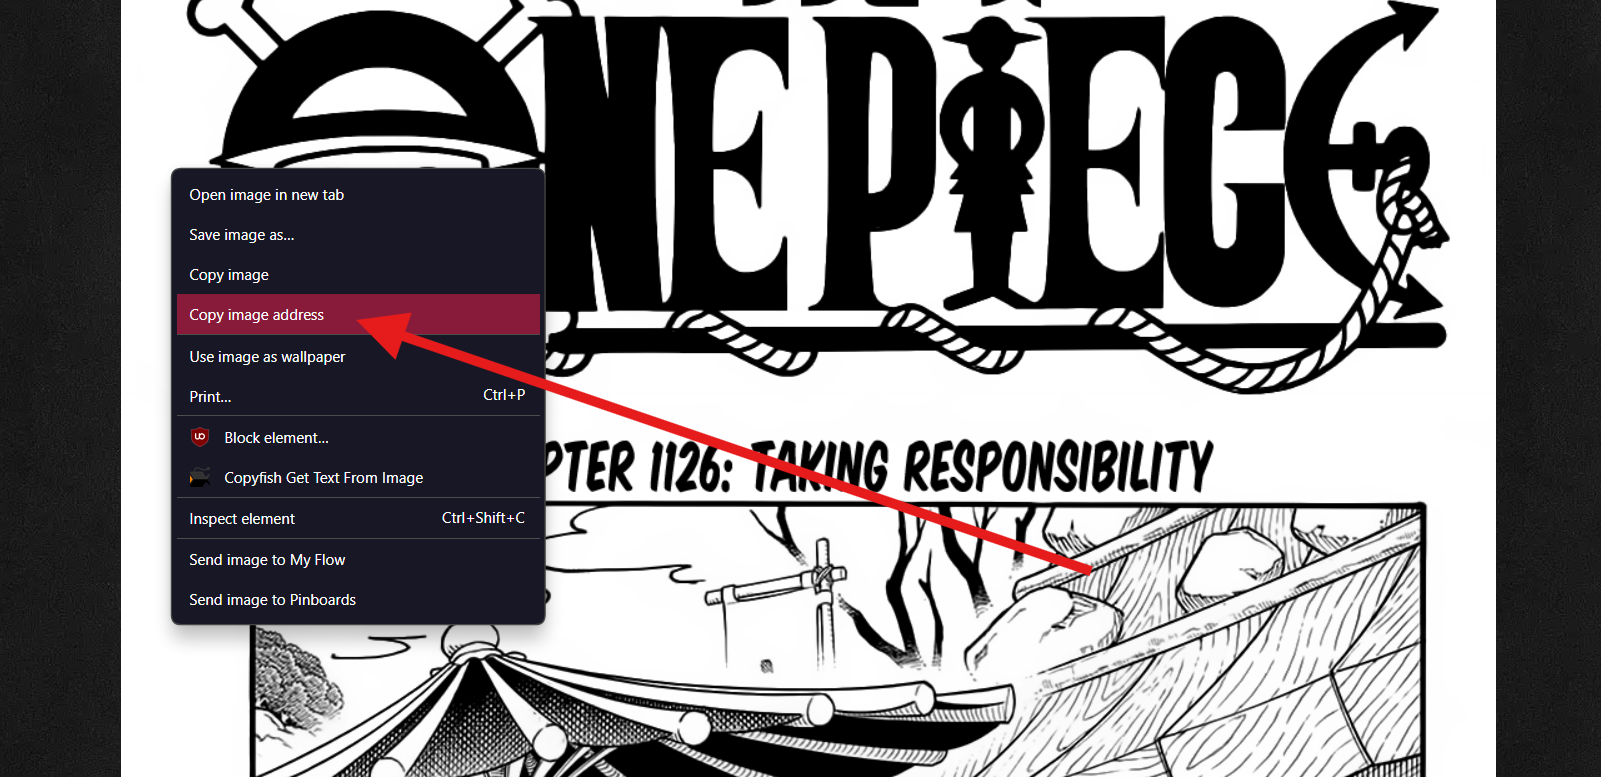 ONE PIECE
Open image in new tab
Save image as...
Copy image
Copy image address
Use image as wallpaper
Print... Ctrl+P
Block element...
Copyfish Get Text From Image
Inspect element Ctrl+Shift+C
Send image to My Flow
Send image to Pinboards
PTER 1126: TAKING RESPONSIBILITY